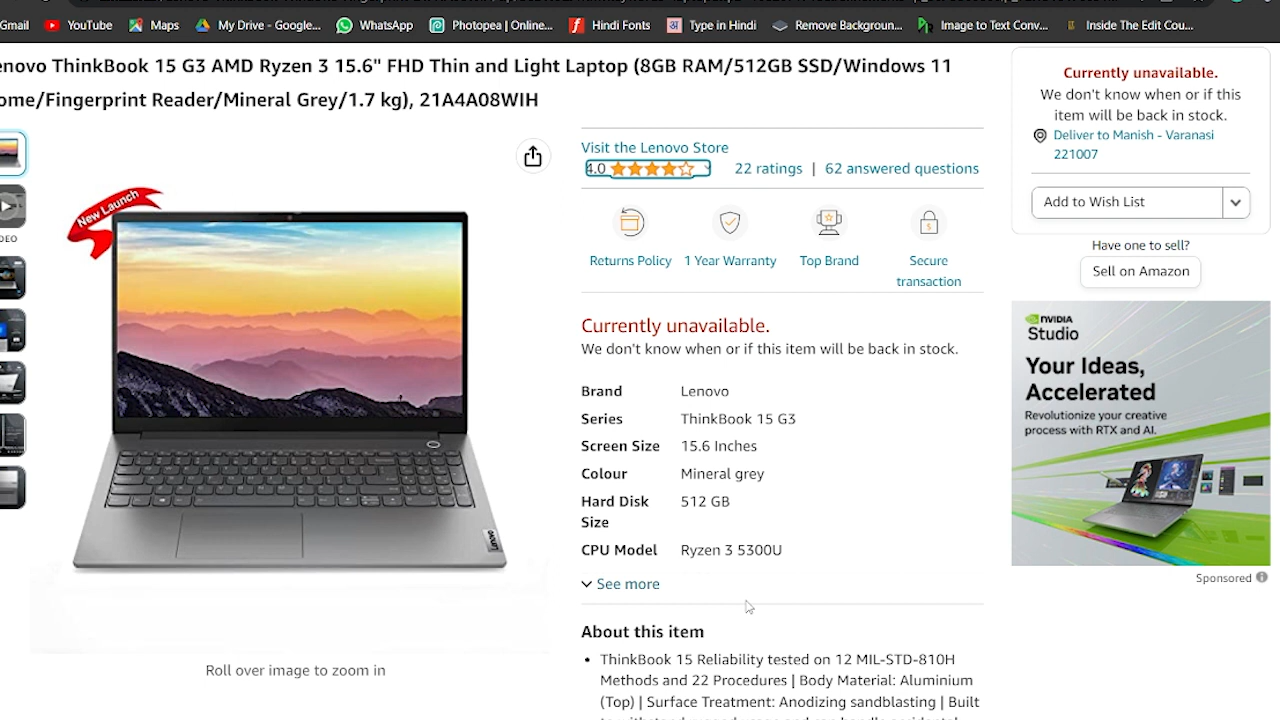 Gmail YouTube Maps My Drive - Google... WhatsApp Photopea | Online... Hindi Fonts Type in Hindi Remove Backgroun... Image to Text Conv... Inside The Edit Cou...
enovo ThinkBook 15 G3 AMD Ryzen 3 15.6" FHD Thin and Light Laptop (8GB RAM/512GB SSD/Windows 11
ome/Fingerprint Reader/Mineral Grey/1.7 kg), 21A4A08WIH
DEO
New Launch
Lenovo
Roll over image to zoom in
Visit the Lenovo Store
4.0 22 ratings | 62 answered questions
Returns Policy 1 Year Warranty Top Brand Secure
transaction
Currently unavailable.
We don't know when or if this item will be back in stock.
Brand Lenovo
Series ThinkBook 15 G3
Screen Size 15.6 Inches
Colour Mineral grey
Hard Disk 512 GB
Size
CPU Model Ryzen 3 5300U
See more
About this item
• ThinkBook 15 Reliability tested on 12 MIL-STD-810H
Methods and 22 Procedures | Body Material: Aluminium
(Top) | Surface Treatment: Anodizing sandblasting | Built
Currently unavailable.
We don't know when or if this
item will be back in stock.
Deliver to Manish - Varanasi
221007
Add to Wish List
Have one to sell?
Sell on Amazon
NVIDIA
Studio
Your Ideas,
Accelerated
Revolutionize your creative
process with RTX and AI.
Sponsored